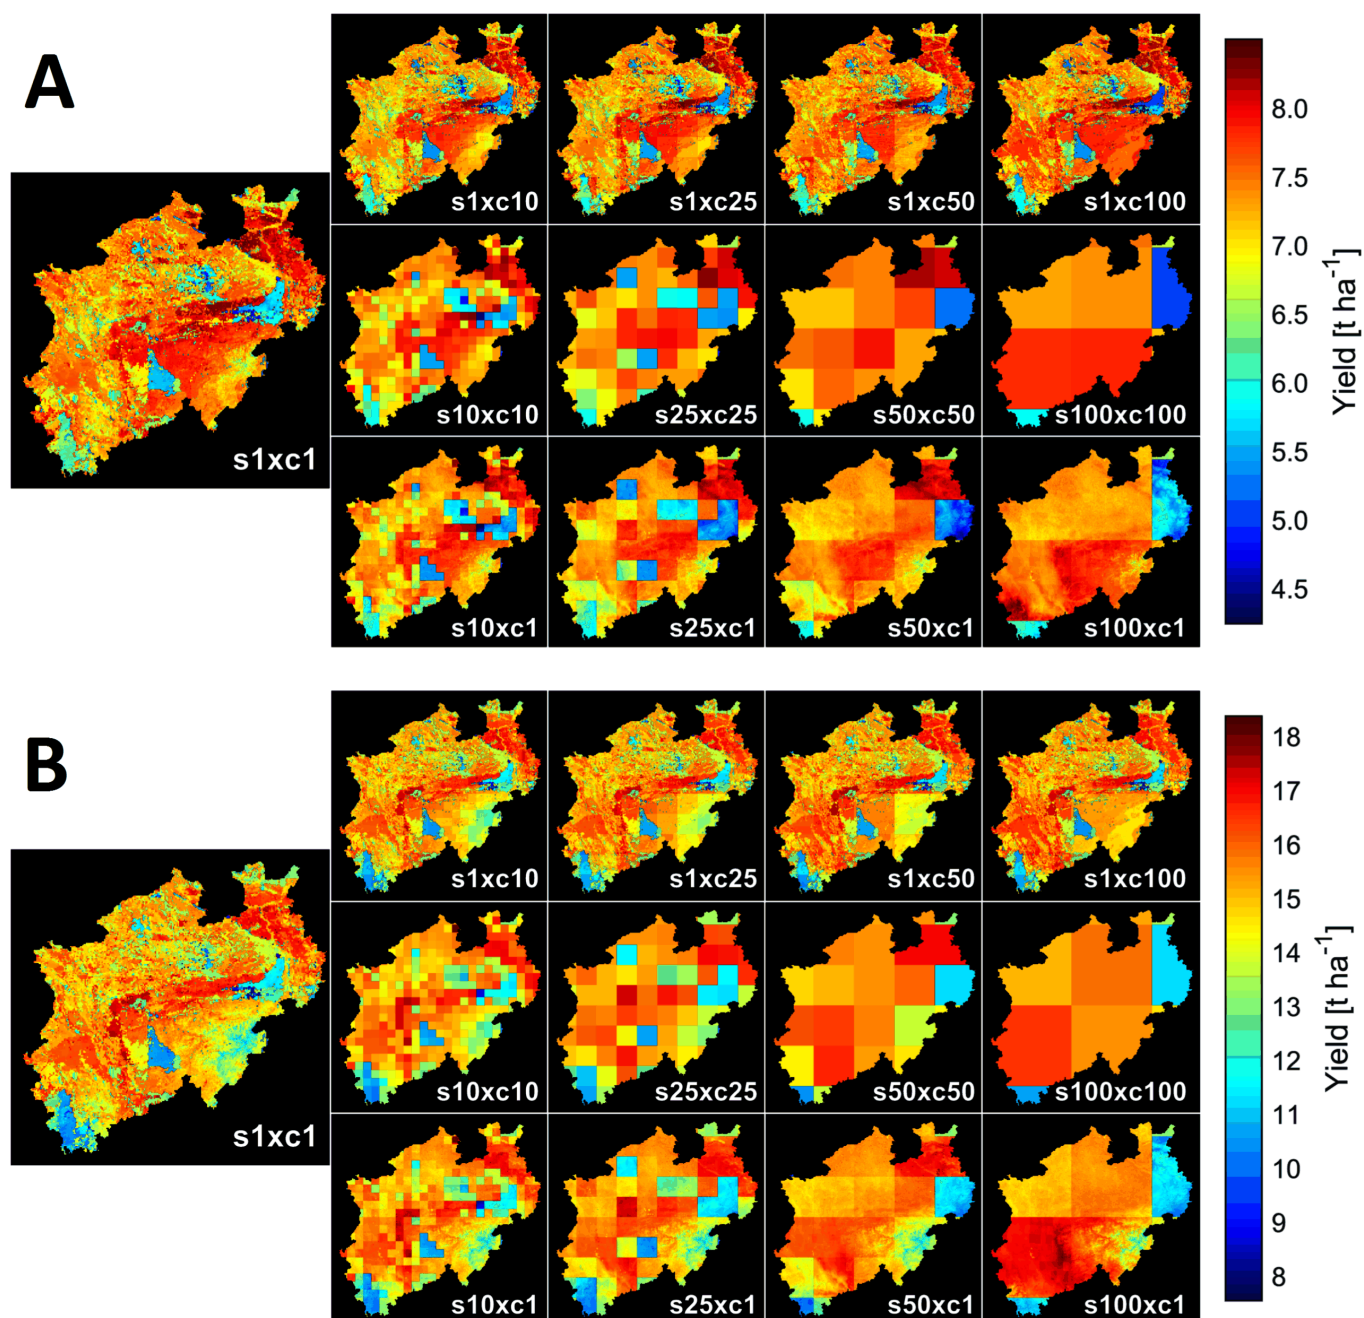 A
s1xc1
s1xc10
s1xc25
s1xc50
s1xc100
s10xc10
s25xc25
s50xc50
s100xc100
s10xc1
s25xc1
s50xc1
s100xc1
8.0
7.5
7.0
6.5
6.0
5.5
5.0
4.5
Yield [t ha⁻¹]
B
s1xc1
s1xc10
s1xc25
s1xc50
s1xc100
s10xc10
s25xc25
s50xc50
s100xc100
s10xc1
s25xc1
s50xc1
s100xc1
18
17
16
15
14
13
12
11
10
9
8
Yield [t ha⁻¹]